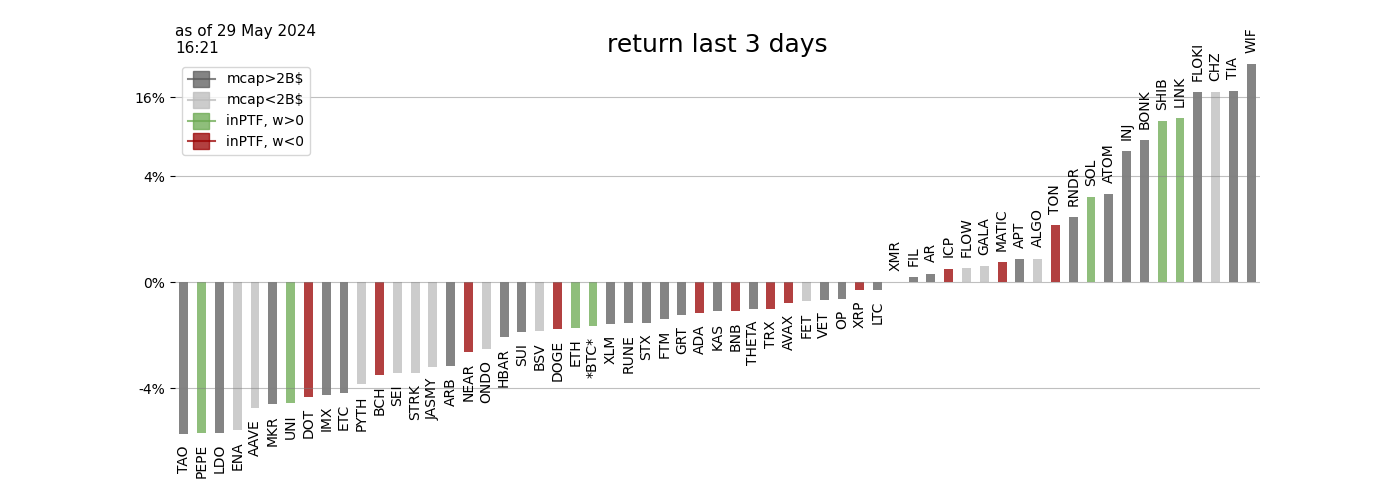 as of 29 May 2024
16:21
return last 3 days
mcap>2B$
mcap<2B$
inPTF, w>0
inPTF, w<0
16%
4%
0%
-4%
TAO
PEPE
LDO
ENA
AAVE
MKR
UNI
DOT
IMX
ETC
PYTH
BCH
SEI
STRK
JASMY
ARB
NEAR
ONDO
HBAR
SUI
BSV
DOGE
ETH
*BTC*
XLM
RUNE
STX
FTM
GRT
ADA
KAS
BNB
THETA
TRX
AVAX
FET
VET
OP
XRP
LTC
XMR
FIL
AR
ICP
FLOW
GALA
MATIC
APT
ALGO
TON
RNDR
SOL
ATOM
INJ
BONK
SHIB
LINK
FLOKI
CHZ
TIA
WIF